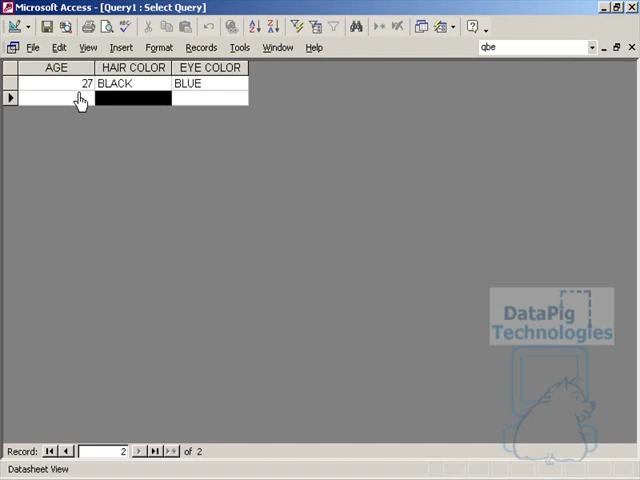 Microsoft Access - [Query1 : Select Query]
File Edit View Insert Format Records Tools Window Help qbe
AGE HAIR COLOR EYE COLOR
27 BLACK BLUE
DataPig
Technologies
Record: 2 of 2
Datasheet View